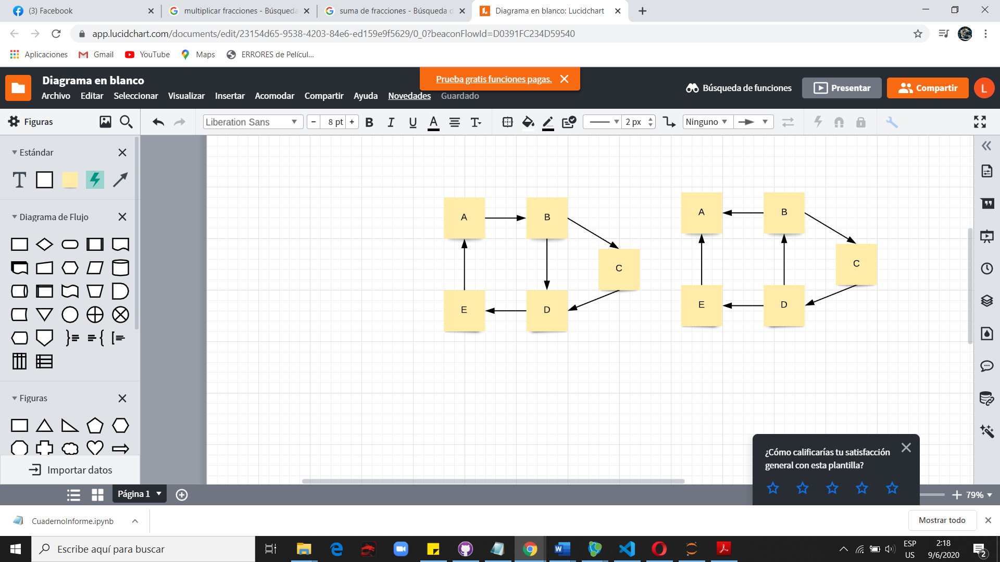 (3) Facebook
multiplicar fracciones - Búsqueda
suma de fracciones - Búsqueda d
Diagrama en blanco: Lucidchart
app.lucidchart.com/documents/edit/23154d65-9538-4203-84e6-ed159e9f5629/0_0?beaconFlowId=D0391FC234D59540
Aplicaciones
Gmail
YouTube
Maps
ERRORES de Películ...
Diagrama en blanco
Prueba gratis funciones pagas.
Archivo Editar Seleccionar Visualizar Insertar Acomodar Compartir Ayuda Novedades Guardado
Búsqueda de funciones
Presentar
Compartir
L
Figuras
Liberation Sans
- 8 pt +
B I U A T
2 px
Ninguno
Estándar
T
Diagrama de Flujo
Figuras
Importar datos
A
B
C
D
E
A
B
C
D
E
¿Cómo calificarías tu satisfacción
general con esta plantilla?
Página 1
79%
CuadernoInforme.ipynb
Mostrar todo
Escribe aquí para buscar
ESP
US
2:18
9/6/2020
2